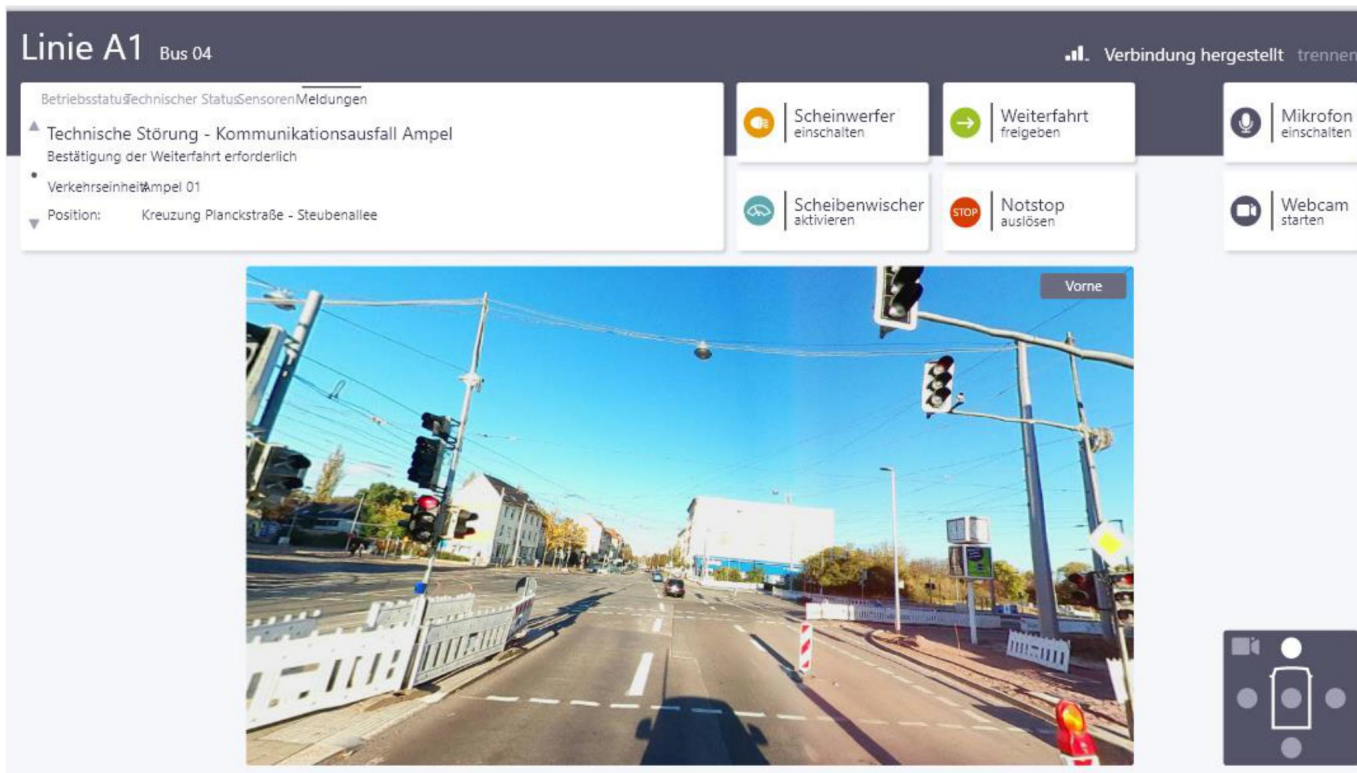 Linie A1 Bus 04
Verbindung hergestellt trennen
Betriebsstatus Technischer Status Sensoren Meldungen
Technische Störung - Kommunikationsausfall Ampel
Bestätigung der Weiterfahrt erforderlich
Verkehrseinheit: Ampel 01
Position: Kreuzung Planckstraße - Steubenallee
Scheinwerfer
einschalten
Weiterfahrt
freigeben
Mikrofon
einschalten
Scheibenwischer
aktivieren
STOP
Notstop
auslösen
Webcam
starten
Vorne